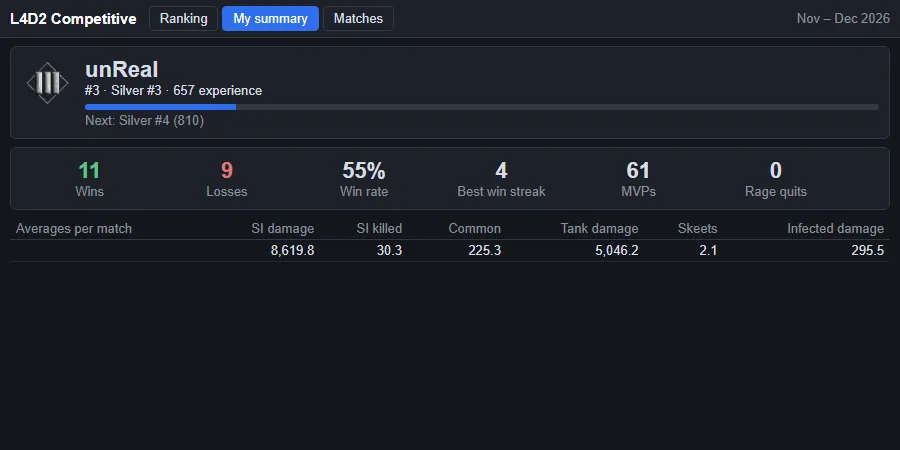 L4D2 Competitive Ranking My summary Matches Nov – Dec 2026
unReal
#3 · Silver #3 · 657 experience
Next: Silver #4 (810)
11 9 55% 4 61 0
Wins Losses Win rate Best win streak MVPs Rage quits
Averages per match SI damage SI killed Common Tank damage Skeets Infected damage
8,619.8 30.3 225.3 5,046.2 2.1 295.5